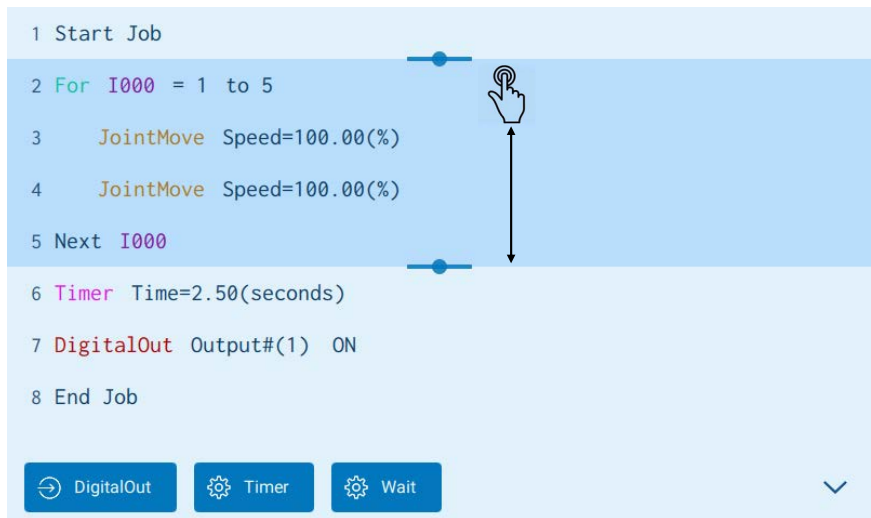 1 Start Job
2 For I000 = 1 to 5
3 JointMove Speed=100.00(%)
4 JointMove Speed=100.00(%)
5 Next I000
6 Timer Time=2.50(seconds)
7 DigitalOut Output#(1) ON
8 End Job
DigitalOut Timer Wait